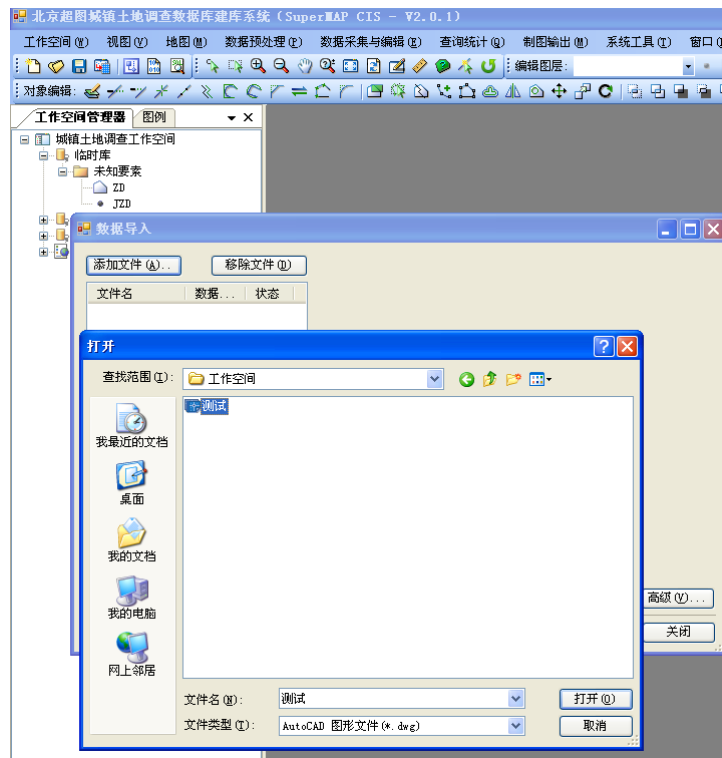 北京超图城镇土地调查数据库建库系统 (SuperMAP CIS - V2.0.1)
工作空间(W) 视图(V) 地图(M) 数据预处理(P) 数据采集与编辑(E) 查询统计(Q) 制图输出(M) 系统工具(T) 窗口(
编辑图层:
对象编辑:
工作空间管理器 图例
城镇土地调查工作空间
临时库
未知要素
ZD
JZD
数据导入
添加文件(A)... 移除文件(D)
文件名 数据... 状态
打开
查找范围(I): 工作空间
测试
我最近的文档
桌面
我的文档
我的电脑
网上邻居
高级(V)...
关闭
文件名(N): 测试 打开(O)
文件类型(T): AutoCAD 图形文件(*.dwg) 取消